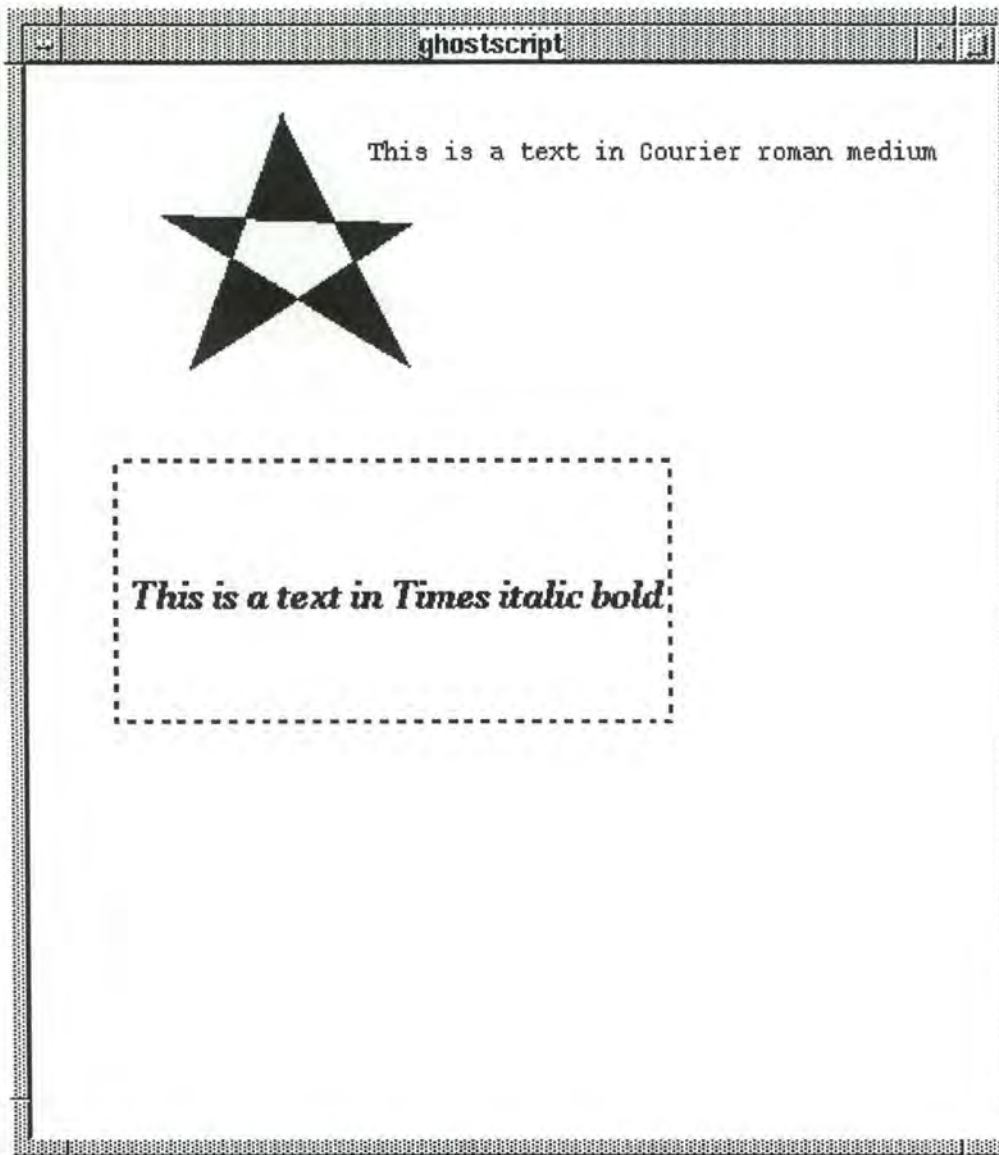 ghostscript
This is a text in Courier roman medium
This is a text in Times italic bold